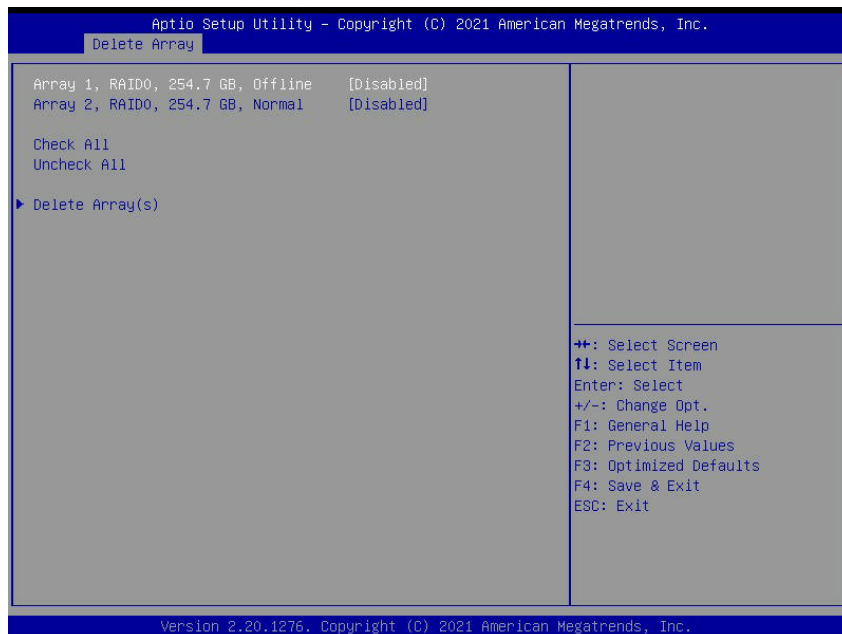 Aptio Setup Utility – Copyright (C) 2021 American Megatrends, Inc.
Delete Array
Array 1, RAID0, 254.7 GB, Offline [Disabled]
Array 2, RAID0, 254.7 GB, Normal [Disabled]
Check All
Uncheck All
Delete Array(s)
→←: Select Screen
↑↓: Select Item
Enter: Select
+/-: Change Opt.
F1: General Help
F2: Previous Values
F3: Optimized Defaults
F4: Save & Exit
ESC: Exit
Version 2.20.1276. Copyright (C) 2021 American Megatrends, Inc.